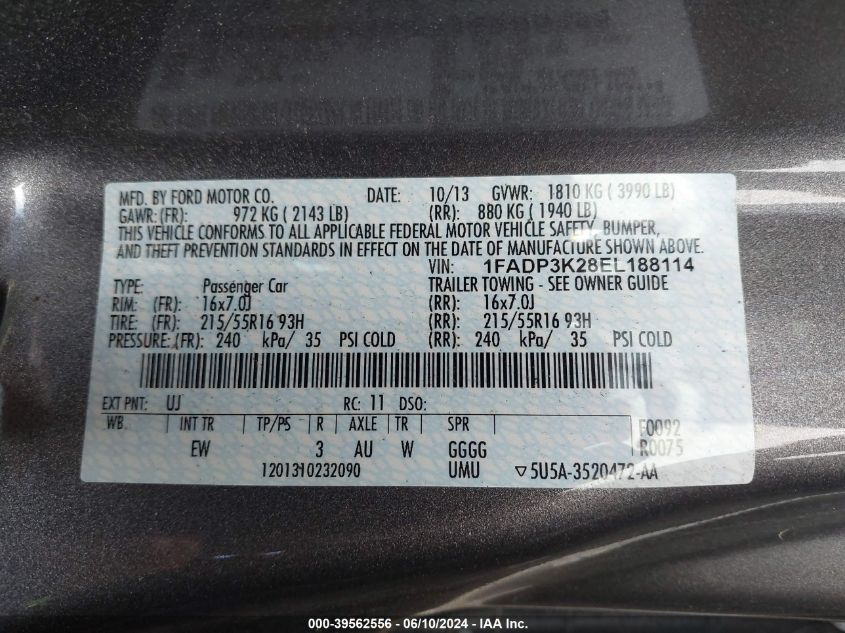 MFD. BY FORD MOTOR CO. DATE: 10/13 GVWR: 1810 KG ( 3990 LB)
GAWR: (FR): 972 KG ( 2143 LB) (RR): 880 KG ( 1940 LB)
THIS VEHICLE CONFORMS TO ALL APPLICABLE FEDERAL MOTOR VEHICLE SAFETY, BUMPER,
AND THEFT PREVENTION STANDARDS IN EFFECT ON THE DATE OF MANUFACTURE SHOWN ABOVE.
VIN: 1FADP3K28EL188114
TYPE: Passenger Car TRAILER TOWING - SEE OWNER GUIDE
RIM: (FR): 16x7.0J (RR): 16x7.0J
TIRE: (FR): 215/55R16 93H (RR): 215/55R16 93H
PRESSURE:(FR): 240 kPa/ 35 PSI COLD (RR): 240 kPa/ 35 PSI COLD
EXT PNT: UJ RC: 11 DSO:
WB INT TR TP/PS R AXLE TR SPR F0092
EW 3 AU W GGGG R0075
1201310232090 UMU ▽5U5A-3520472-AA
000-39562556 - 06/10/2024 - IAA Inc.